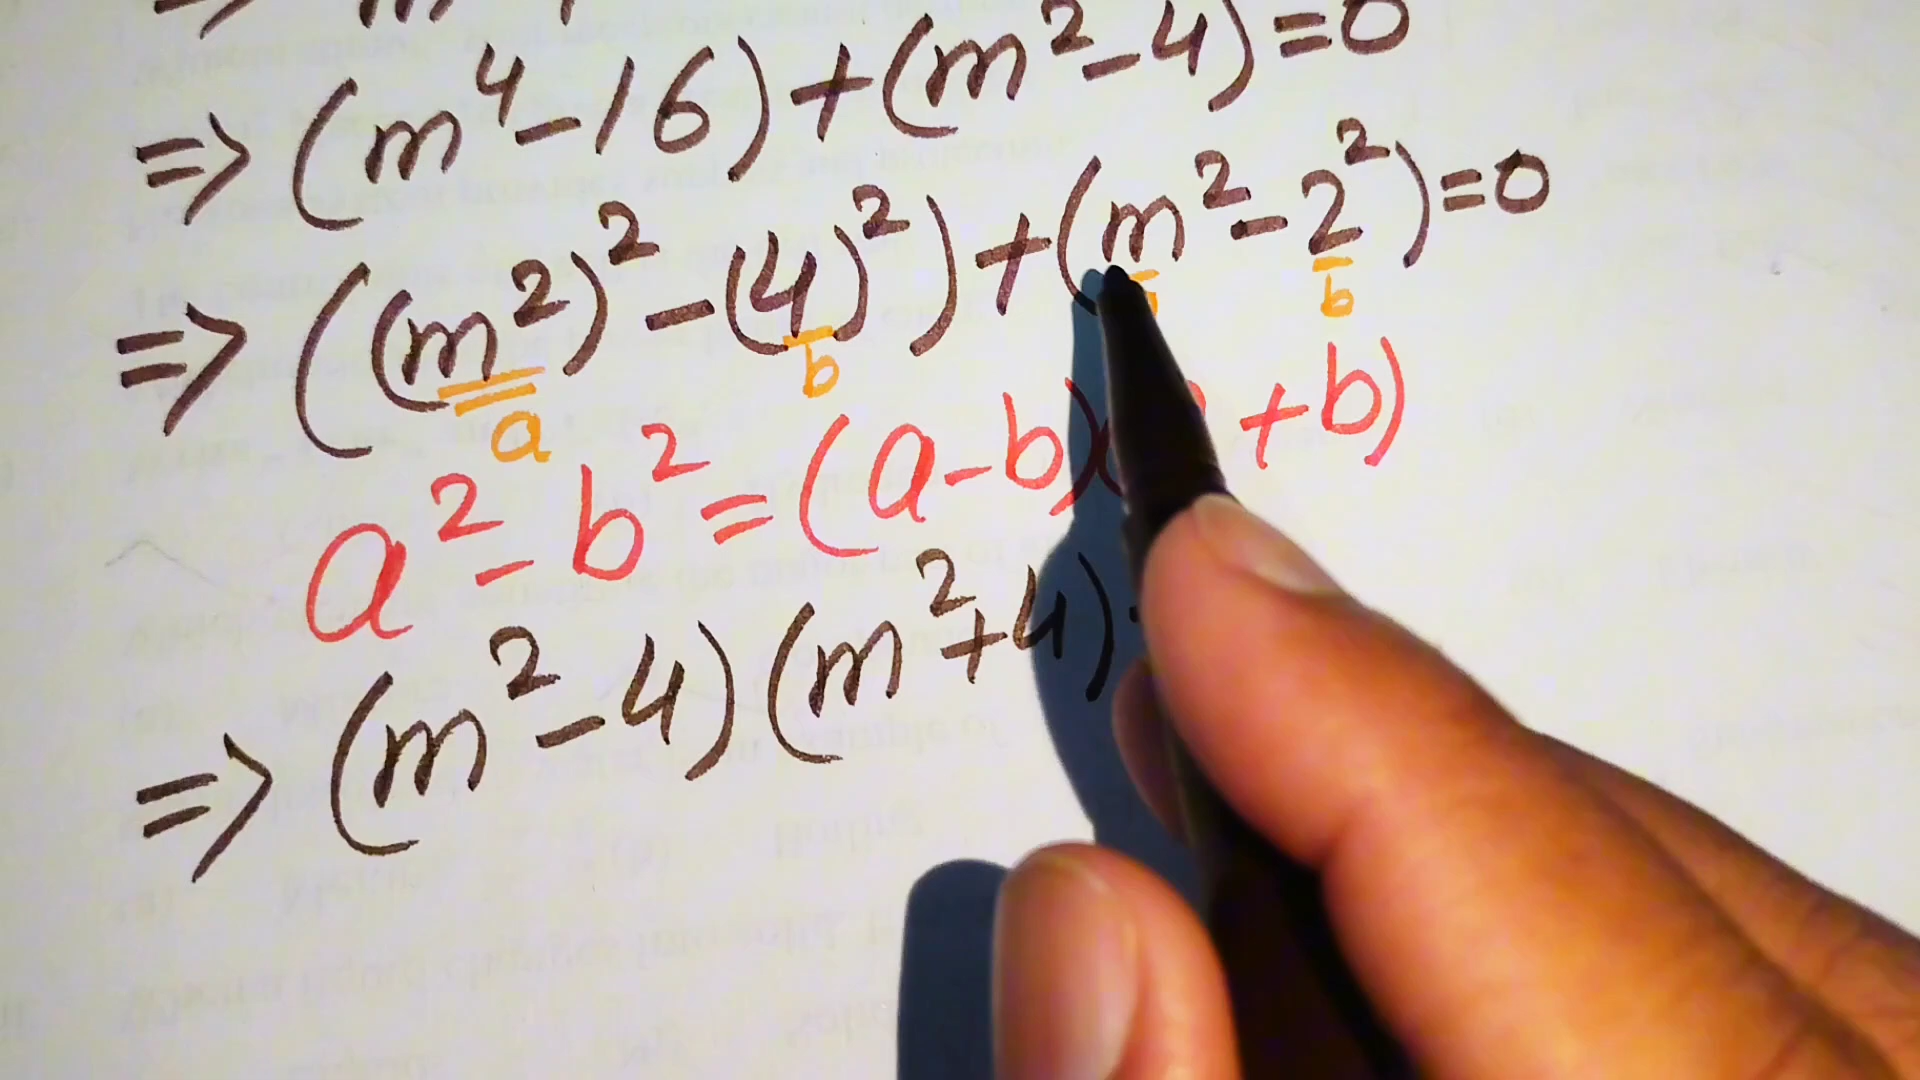 => (m⁴-16)+(m²-4)=0
=> ((m²)²-(4)²)+(m²-2²)=0
a b b
a²-b²=(a-b)( +b)
=> (m²-4)(m²+4)